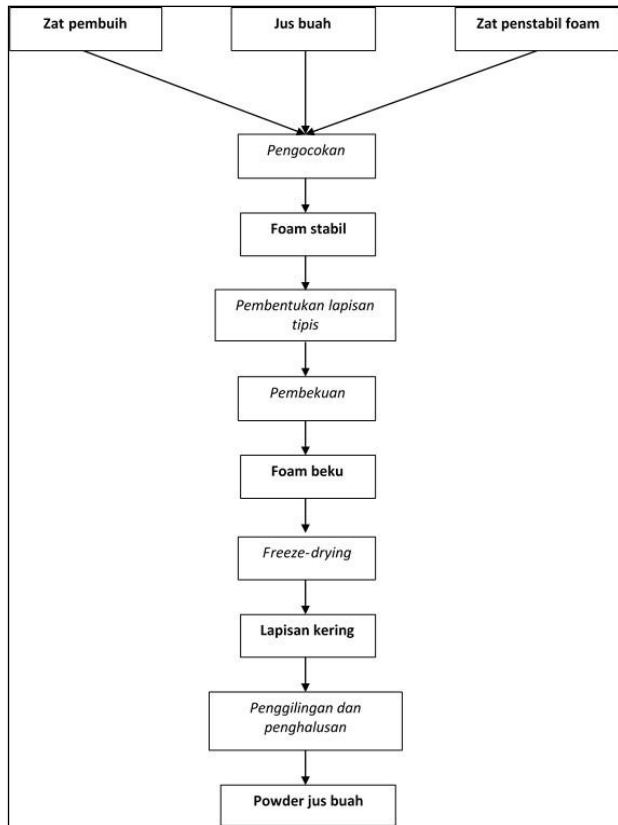 Zat pembuih
Jus buah
Zat penstabil foam
Pengocokan
Foam stabil
Pembentukan lapisan
tipis
Pembekuan
Foam beku
Freeze-drying
Lapisan kering
Penggilingan dan
penghalusan
Powder jus buah